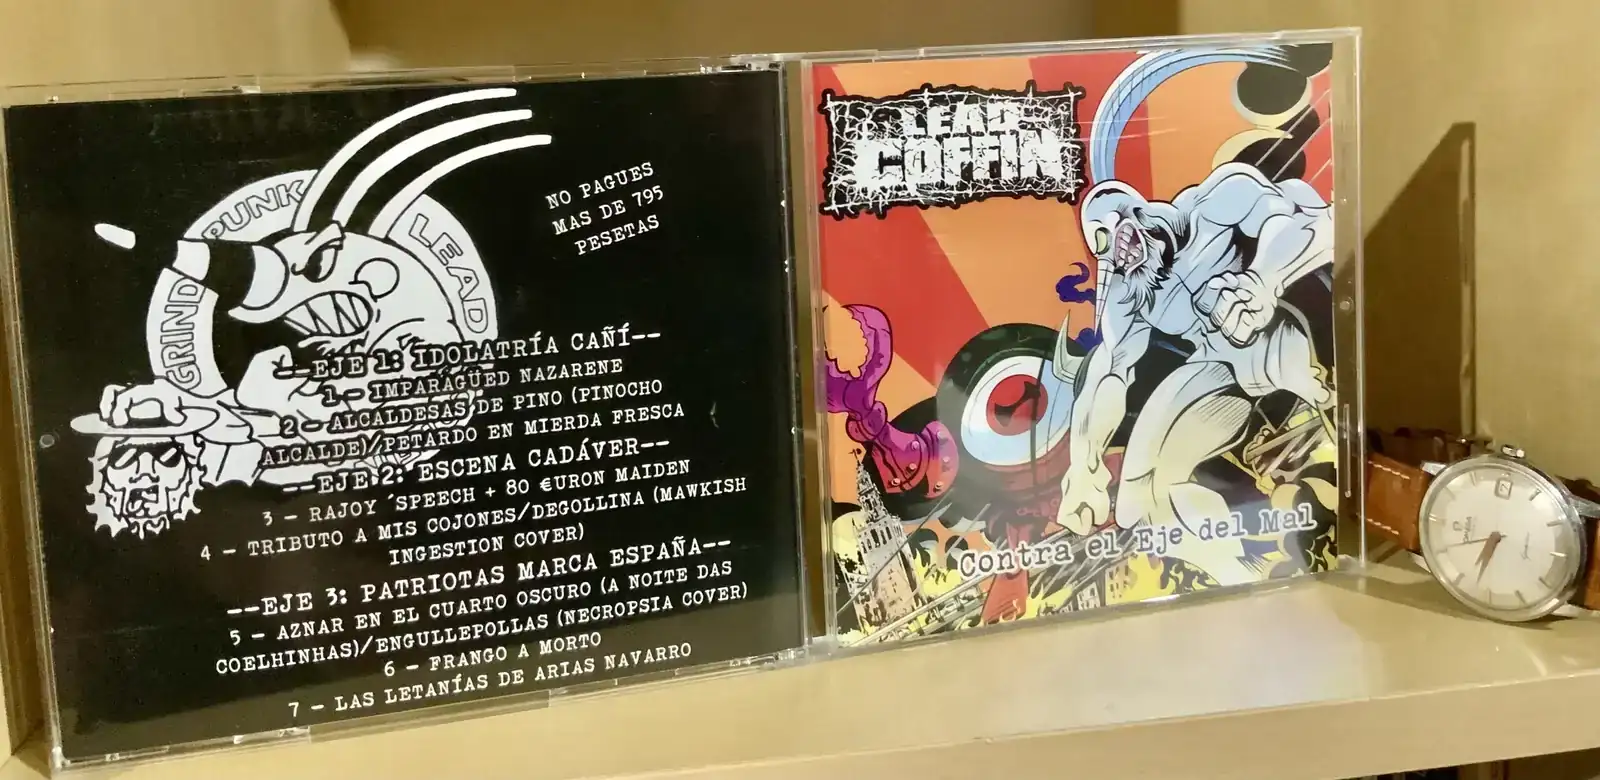 GRIND PUNK LEAD
NO PAGUES
MAS DE 795
PESETAS
--EJE 1: IDOLATRÍA CAÑÍ--
1 - IMPARAGÜED NAZARENE
2 - ALCALDESAS DE PINO (PINOCHO
ALCALDE)/PETARDO EN MIERDA FRESCA
--EJE 2: ESCENA CADÁVER--
3 - RAJOY ´SPEECH + 80 €URON MAIDEN
4 - TRIBUTO A MIS COJONES/DEGOLLINA (MAWKISH
INGESTION COVER)
--EJE 3: PATRIOTAS MARCA ESPAÑA--
5 - AZNAR EN EL CUARTO OSCURO (A NOITE DAS
COELHINHAS)/ENGULLEPOLLAS (NECROPSIA COVER)
6 - FRANGO A MORTO
7 - LAS LETANÍAS DE ARIAS NAVARRO
LEAD
COFFIN
Contra el Eje del Mal
OMEGA